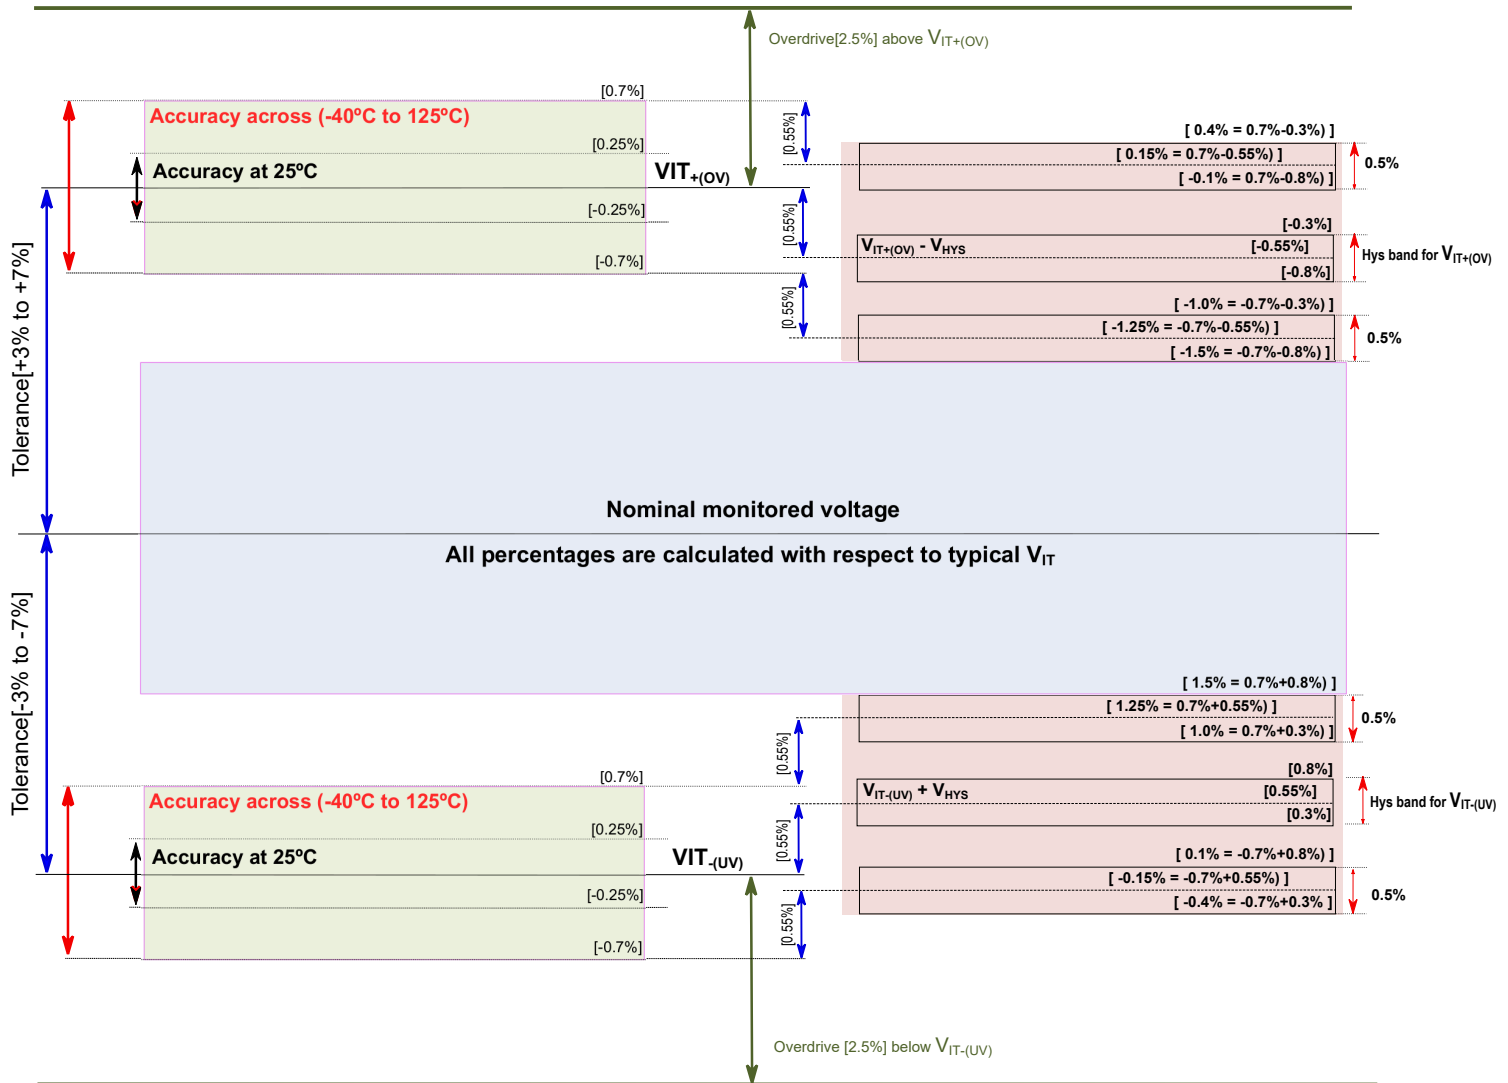 Overdrive[2.5%] above VIT+(OV)
[0.7%]
Accuracy across (-40ºC to 125ºC)
[0.25%]
Accuracy at 25ºC
VIT+(OV)
[-0.25%]
[-0.7%]
[0.55%]
[0.55%]
[0.55%]
[ 0.4% = 0.7%-0.3%) ]
[ 0.15% = 0.7%-0.55%) ]
[ -0.1% = 0.7%-0.8%) ]
0.5%
[-0.3%]
VIT+(OV) - VHYS
[-0.55%]
[-0.8%]
Hys band for VIT+(OV)
[ -1.0% = -0.7%-0.3%) ]
[ -1.25% = -0.7%-0.55%) ]
[ -1.5% = -0.7%-0.8%) ]
0.5%
Tolerance[+3% to +7%]
Nominal monitored voltage
All percentages are calculated with respect to typical VIT
Tolerance[-3% to -7%]
[ 1.5% = 0.7%+0.8%) ]
[ 1.25% = 0.7%+0.55%) ]
[ 1.0% = 0.7%+0.3%) ]
0.5%
[0.7%]
Accuracy across (-40ºC to 125ºC)
[0.25%]
Accuracy at 25ºC
VIT-(UV)
[-0.25%]
[-0.7%]
[0.55%]
[0.55%]
[0.55%]
[0.8%]
VIT-(UV) + VHYS
[0.55%]
[0.3%]
Hys band for VIT-(UV)
[ 0.1% = -0.7%+0.8%) ]
[ -0.15% = -0.7%+0.55%) ]
[ -0.4% = -0.7%+0.3% ]
0.5%
Overdrive [2.5%] below VIT-(UV)